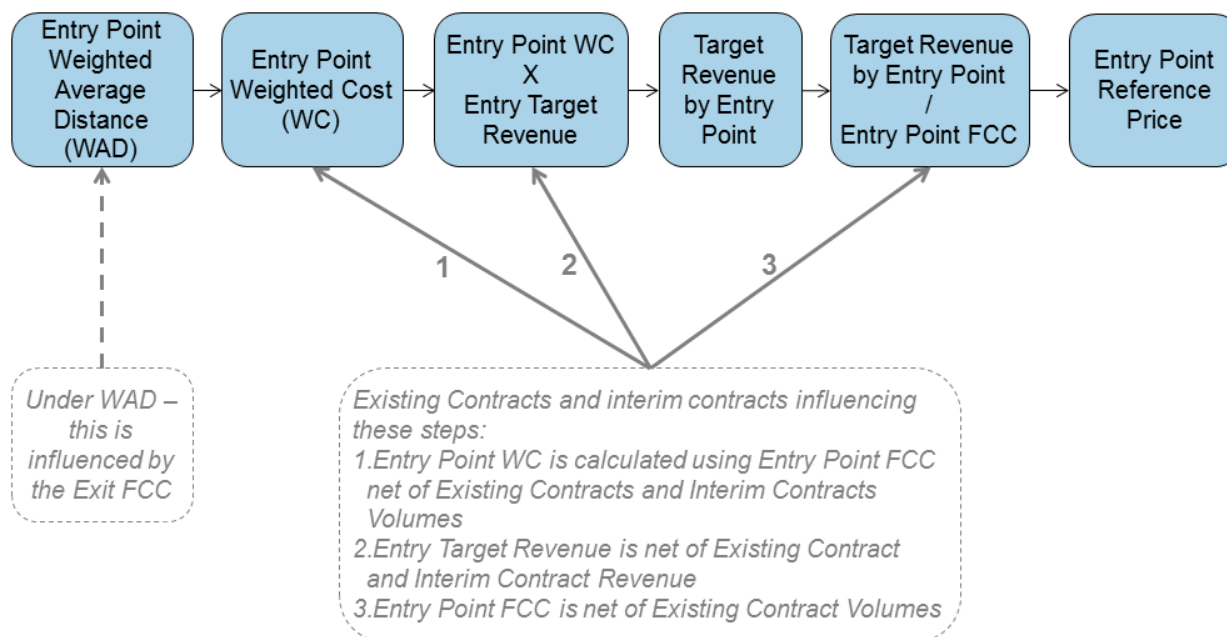 Entry Point
Weighted
Average
Distance
(WAD)
Entry Point
Weighted Cost
(WC)
Entry Point WC
X
Entry Target
Revenue
Target
Revenue
by Entry
Point
Target Revenue
by Entry Point
/
Entry Point FCC
Entry Point
Reference
Price
1
2
3
Under WAD –
this is
influenced by
the Exit FCC
Existing Contracts and interim contracts influencing
these steps:
1.Entry Point WC is calculated using Entry Point FCC
net of Existing Contracts and Interim Contracts
Volumes
2.Entry Target Revenue is net of Existing Contract
and Interim Contract Revenue
3.Entry Point FCC is net of Existing Contract Volumes